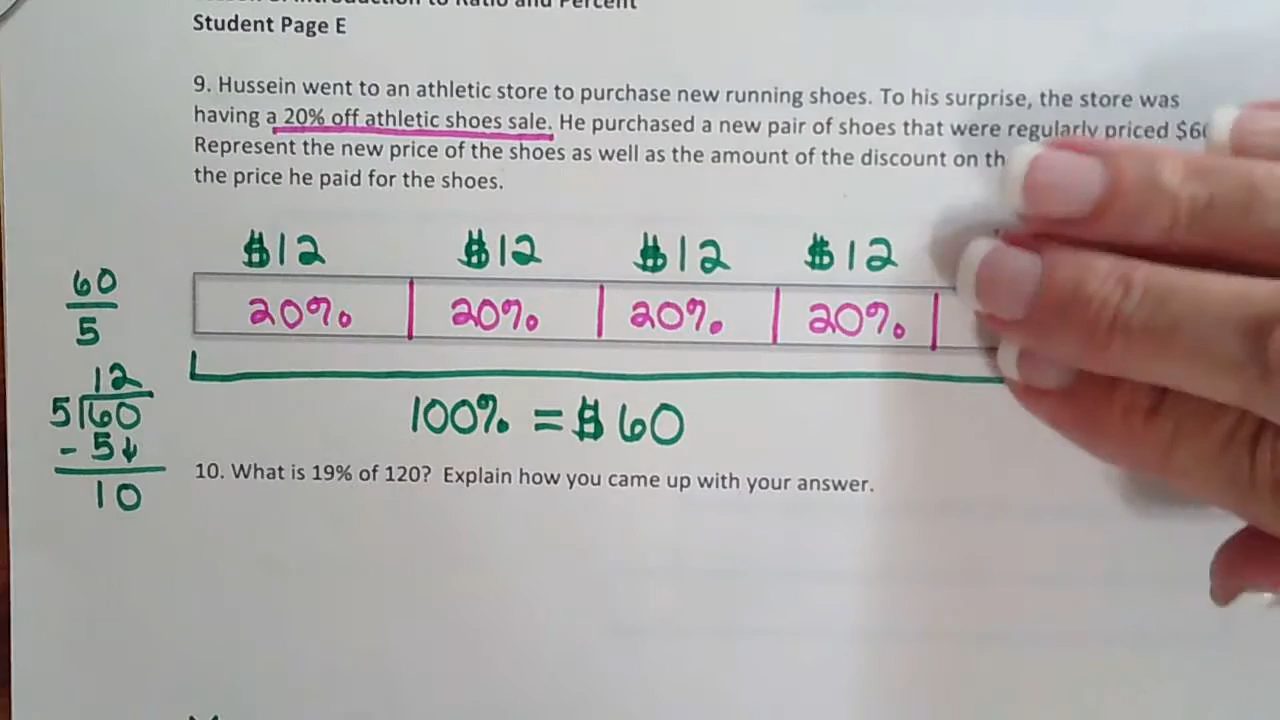 to Ratio and Percent
Student Page E
9. Hussein went to an athletic store to purchase new running shoes. To his surprise, the store was
having a 20% off athletic shoes sale. He purchased a new pair of shoes that were regularly priced
Represent the new price of the shoes as well as the amount of the discount on
the price he paid for the shoes.
$12 $12 $12 $12
20% 20% 20% 20%
100% = $60
60
5
12
5 60
- 5↓
10
10. What is 19% of 120? Explain how you came up with your answer.